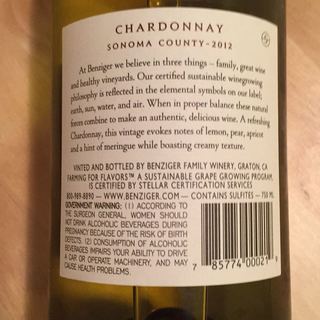 CHARDONNAY
SONOMA COUNTY-2012
At Benziger we believe in three things – family, great wine
and healthy vineyards. Our certified sustainable winegrowing
philosophy is reflected in the elemental symbols on our label;
earth, sun, water, and air. When in proper balance these natural
forces combine to make an authentic, delicious wine. A refreshing
Chardonnay, this vintage evokes notes of lemon, pear, apricot
and a hint of meringue while boasting creamy texture.
VINTED AND BOTTLED BY BENZIGER FAMILY WINERY, GRATON, CA
FARMING FOR FLAVORS™ A SUSTAINABLE GRAPE GROWING PROGRAM,
IS CERTIFIED BY STELLAR CERTIFICATION SERVICES
800-989-8890 — WWW.BENZIGER.COM — CONTAINS SULFITES – 750 ML
GOVERNMENT WARNING: (1) ACCORDING TO
THE SURGEON GENERAL, WOMEN SHOULD
NOT DRINK ALCOHOLIC BEVERAGES DURING
PREGNANCY BECAUSE OF THE RISK OF BIRTH
DEFECTS. (2) CONSUMPTION OF ALCOHOLIC
BEVERAGES IMPAIRS YOUR ABILITY TO DRIVE
A CAR OR OPERATE MACHINERY, AND MAY
CAUSE HEALTH PROBLEMS.
7 85774 00021 9